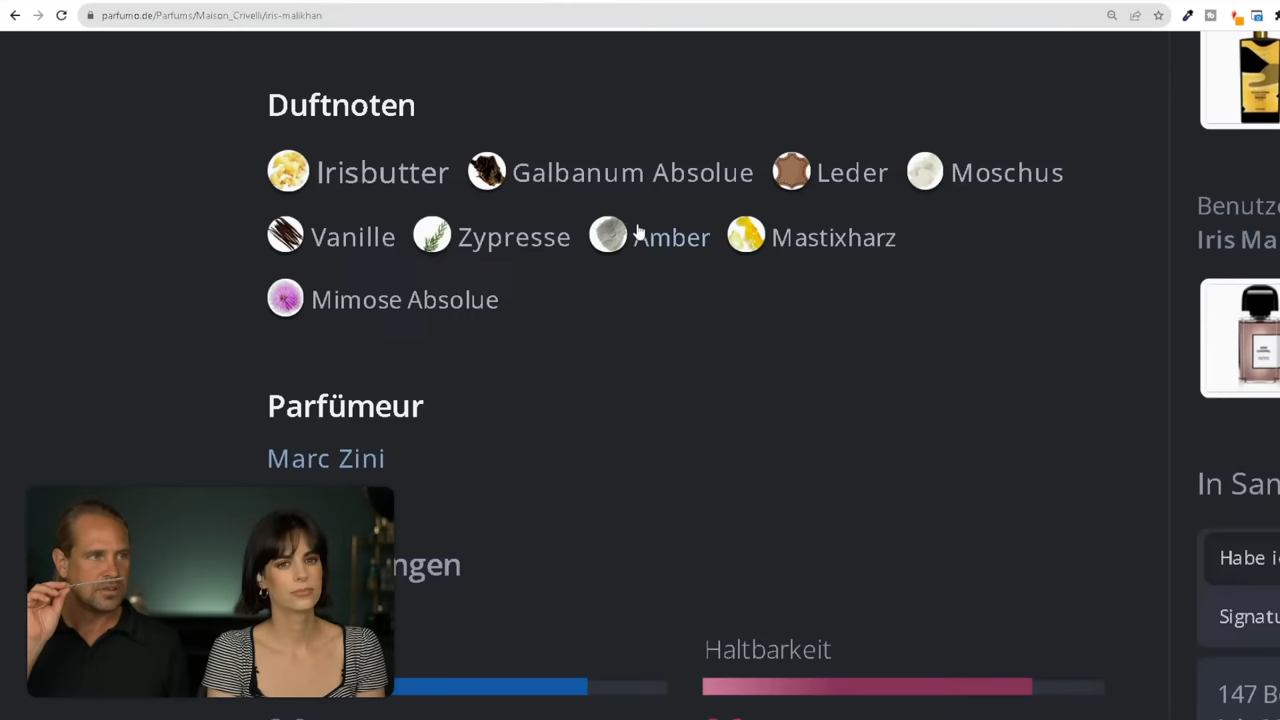 parfumo.de/Parfums/Maison_Crivelli/iris-malikhan
Duftnoten
Irisbutter Galbanum Absolue Leder Moschus
Vanille Zypresse Amber Mastixharz
Mimose Absolue
Parfümeur
Marc Zini
ngen
Haltbarkeit
Benutze
Iris Ma
In San
Habe i
Signatu
147 B